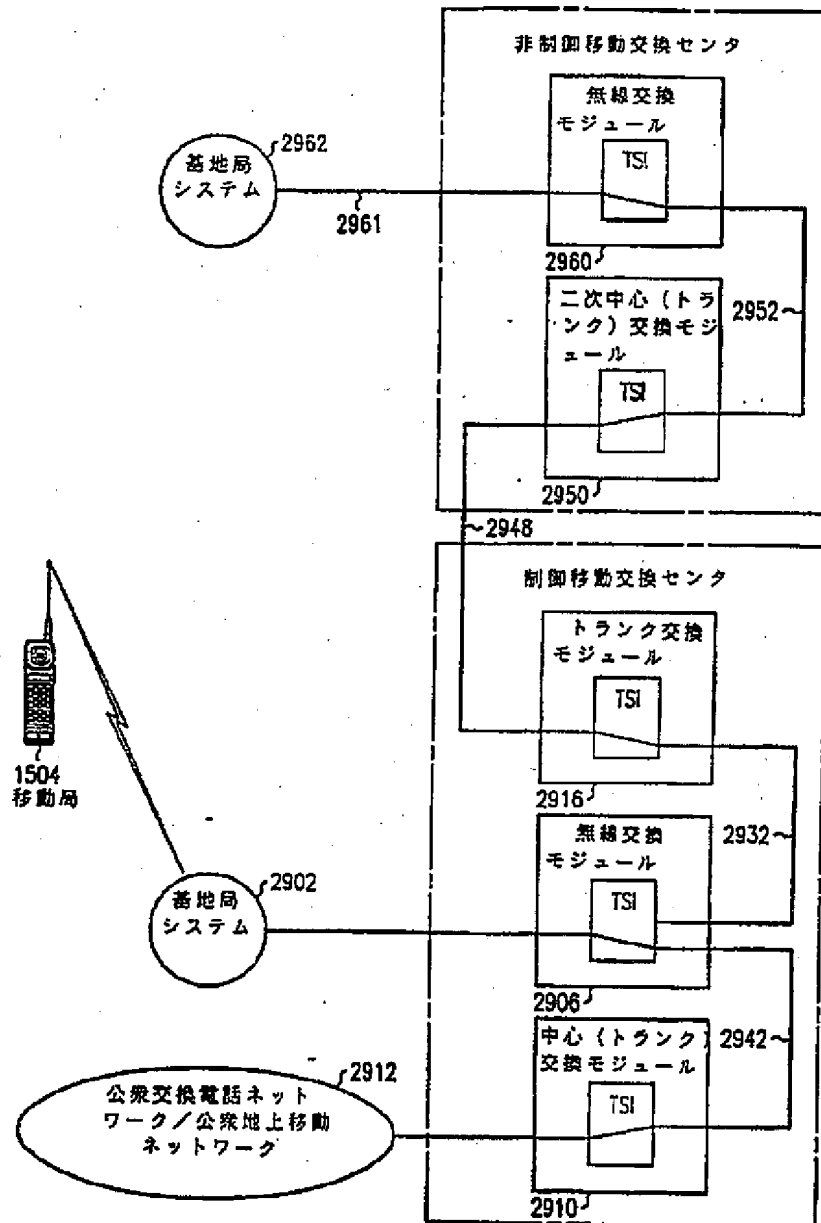 非制御移動交換センタ
無線交換
モジュール
TSI
2960
基地局
システム
2962
2961
2952
二次中心(トラ
ンク)交換モジ
ュール
TSI
2950
2948
制御移動交換センタ
トランク交換
モジュール
TSI
2916
1504
移動局
2932
無線交換
モジュール
TSI
2906
基地局
システム
2902
2942
中心(トランク)
交換モジュール
TSI
2910
公衆交換電話ネット
ワーク/公衆地上移動
ネットワーク
2912